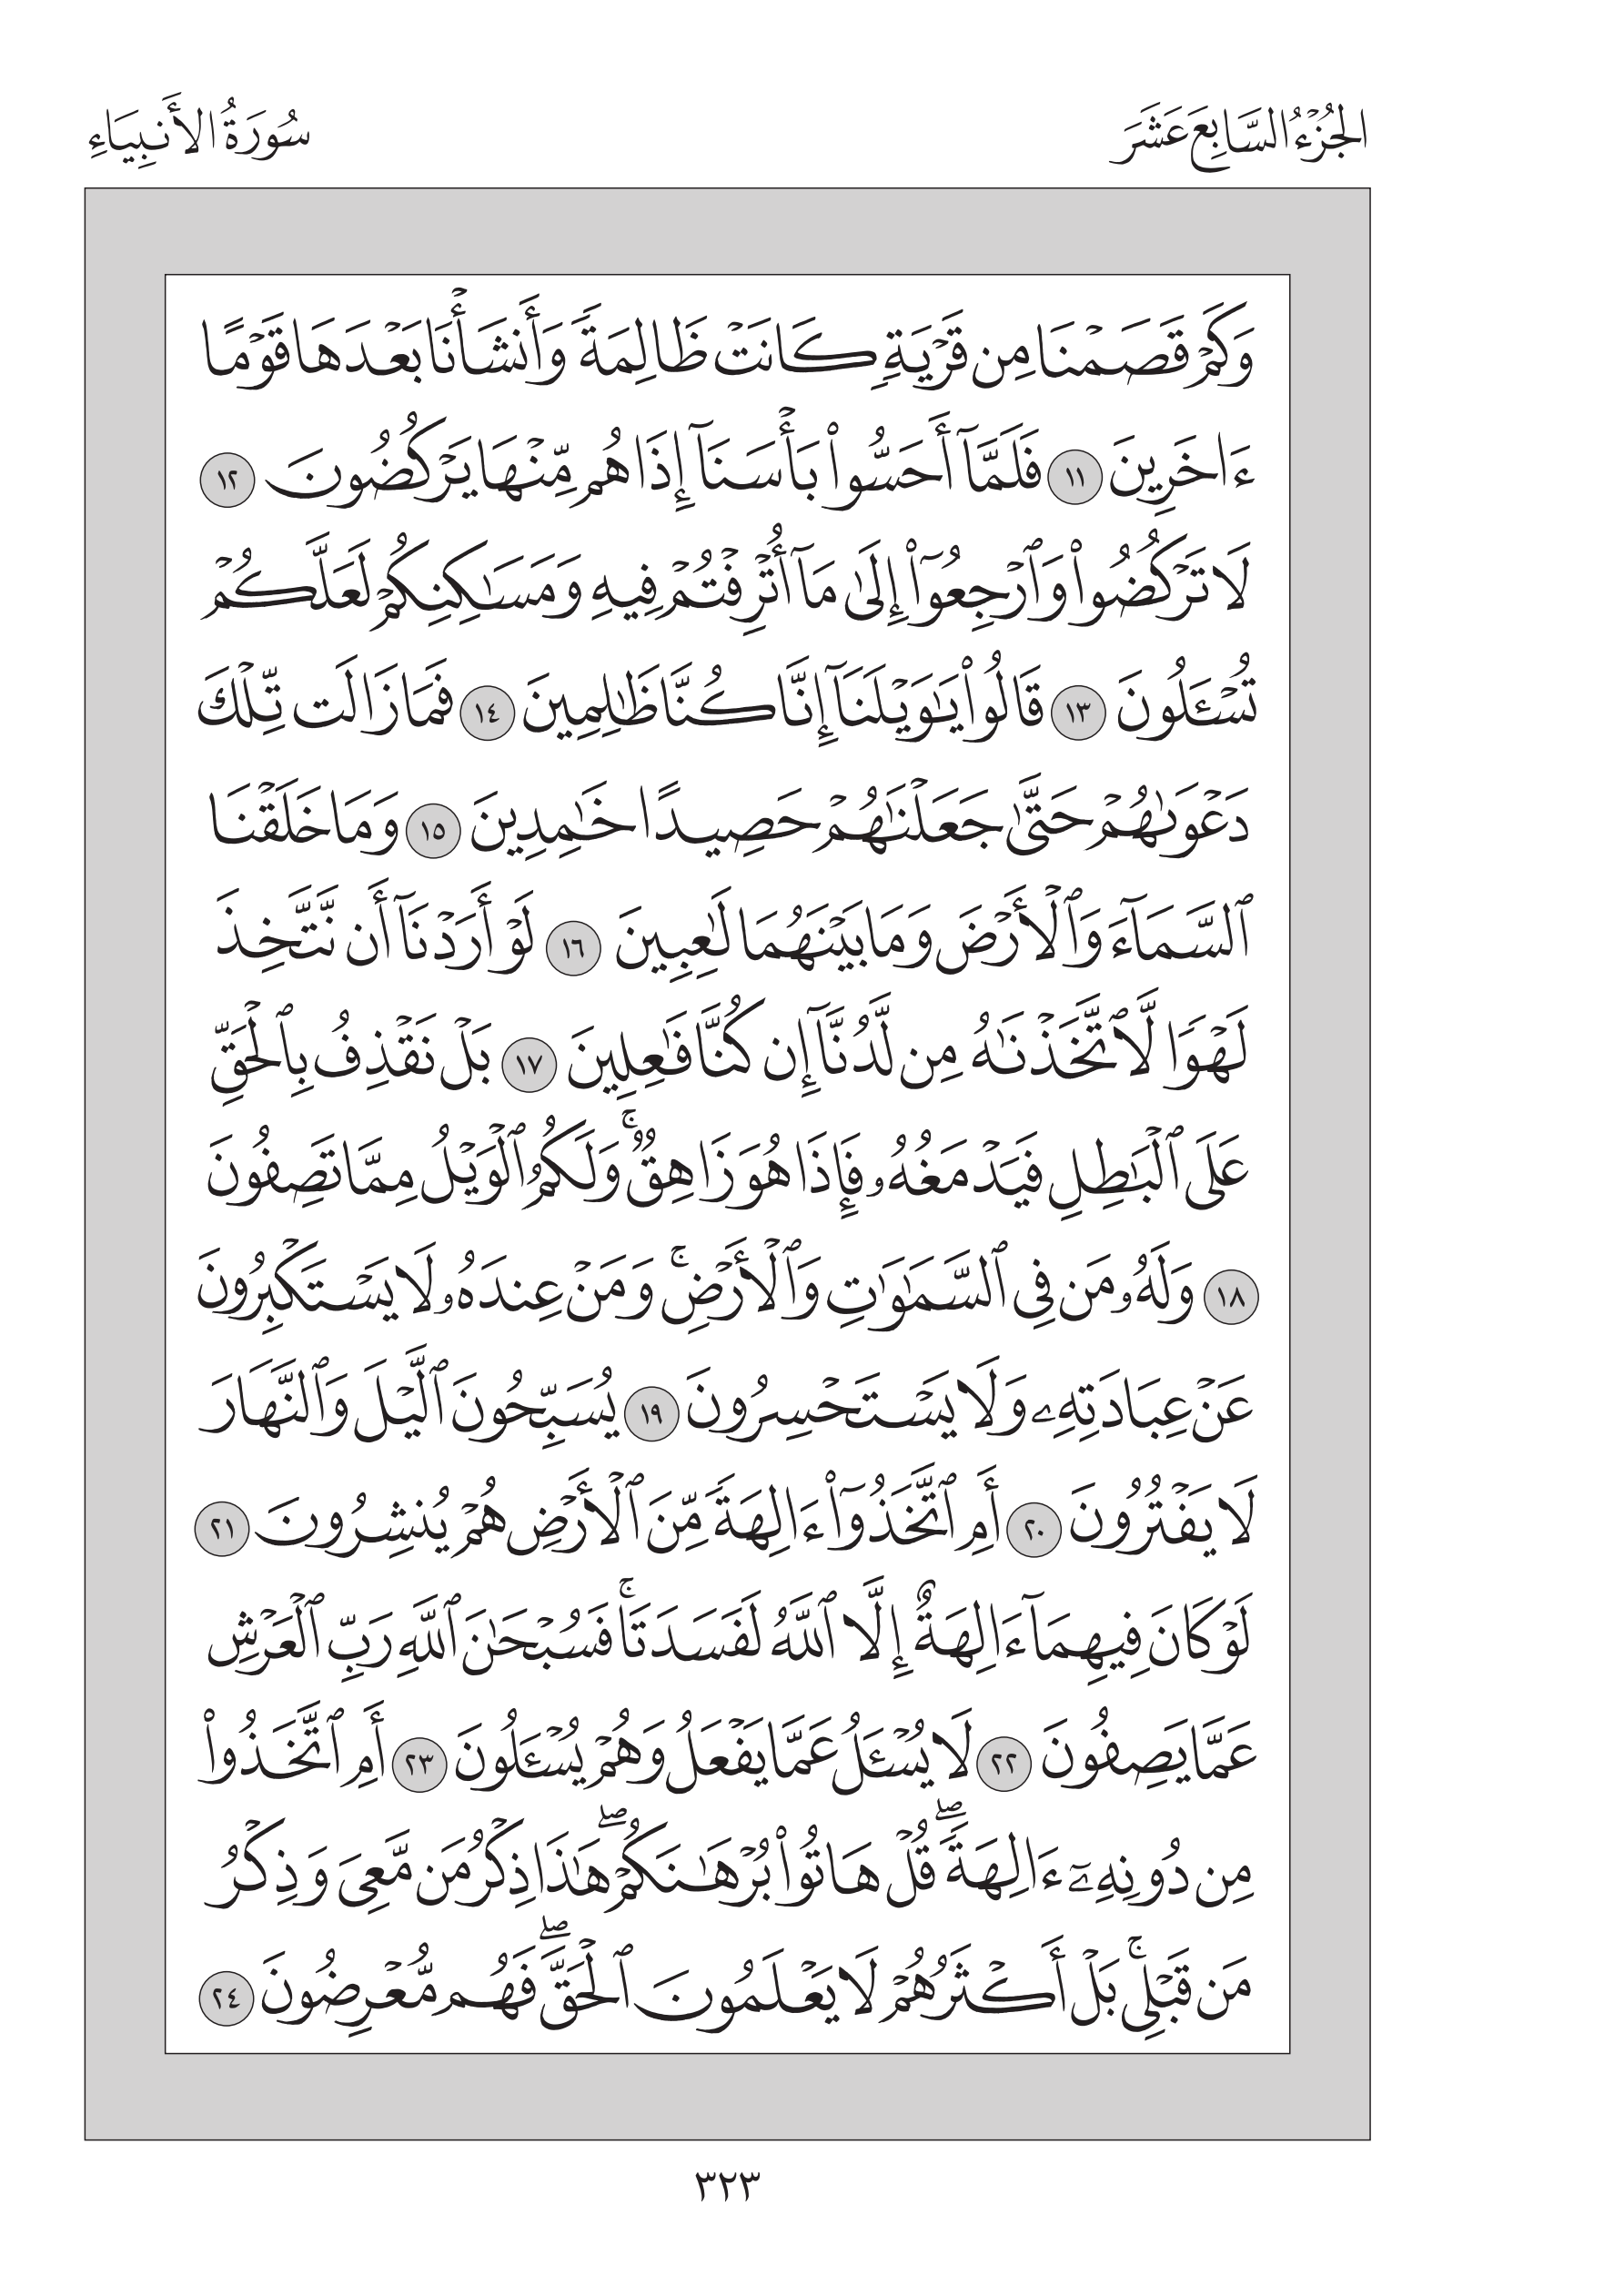 الجُزْءُ السَّابِعَ عَشَرَ
سُورَةُ الأَنبِيَاءِ
وَكَمْ قَصَمْنَا مِن قَرْيَةٍ كَانَتْ ظَالِمَةً وَأَنشَأْنَا بَعْدَهَا قَوْمًا
ءَاخَرِينَ ١١ فَلَمَّآ أَحَسُّوا۟ بَأْسَنَآ إِذَا هُم مِّنْهَا يَرْكُضُونَ ١٢
لَا تَرْكُضُوا۟ وَٱرْجِعُوٓا۟ إِلَىٰ مَآ أُتْرِفْتُمْ فِيهِ وَمَسَـٰكِنِكُمْ لَعَلَّكُمْ
تُسْـَٔلُونَ ١٣ قَالُوا۟ يَـٰوَيْلَنَآ إِنَّا كُنَّا ظَـٰلِمِينَ ١٤ فَمَا زَالَت تِّلْكَ
دَعْوَىٰهُمْ حَتَّىٰ جَعَلْنَـٰهُمْ حَصِيدًا خَـٰمِدِينَ ١٥ وَمَا خَلَقْنَا
ٱلسَّمَآءَ وَٱلْأَرْضَ وَمَا بَيْنَهُمَا لَـٰعِبِينَ ١٦ لَوْ أَرَدْنَآ أَن نَّتَّخِذَ
لَهْوًا لَّٱتَّخَذْنَـٰهُ مِن لَّدُنَّآ إِن كُنَّا فَـٰعِلِينَ ١٧ بَلْ نَقْذِفُ بِٱلْحَقِّ
عَلَى ٱلْبَـٰطِلِ فَيَدْمَغُهُۥ فَإِذَا هُوَ زَاهِقٌ ۚ وَلَكُمُ ٱلْوَيْلُ مِمَّا تَصِفُونَ
١٨ وَلَهُۥ مَن فِى ٱلسَّمَـٰوَٰتِ وَٱلْأَرْضِ ۚ وَمَنْ عِندَهُۥ لَا يَسْتَكْبِرُونَ
عَنْ عِبَادَتِهِۦ وَلَا يَسْتَحْسِرُونَ ١٩ يُسَبِّحُونَ ٱلَّيْلَ وَٱلنَّهَارَ
لَا يَفْتُرُونَ ٢٠ أَمِ ٱتَّخَذُوٓا۟ ءَالِهَةً مِّنَ ٱلْأَرْضِ هُمْ يُنشِرُونَ ٢١
لَوْ كَانَ فِيهِمَآ ءَالِهَةٌ إِلَّا ٱللَّهُ لَفَسَدَتَا ۚ فَسُبْحَـٰنَ ٱللَّهِ رَبِّ ٱلْعَرْشِ
عَمَّا يَصِفُونَ ٢٢ لَا يُسْـَٔلُ عَمَّا يَفْعَلُ وَهُمْ يُسْـَٔلُونَ ٢٣ أَمِ ٱتَّخَذُوا۟
مِن دُونِهِۦٓ ءَالِهَةً ۖ قُلْ هَاتُوا۟ بُرْهَـٰنَكُمْ ۖ هَـٰذَا ذِكْرُ مَن مَّعِىَ وَذِكْرُ
مَن قَبْلِى ۚ بَلْ أَكْثَرُهُمْ لَا يَعْلَمُونَ ٱلْحَقَّ ۖ فَهُم مُّعْرِضُونَ ٢٤
٣٢٣